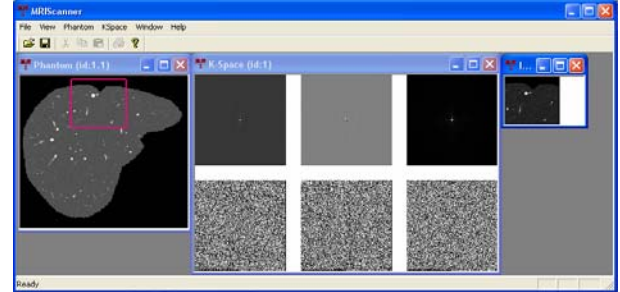 MRIScanner
File View Phantom KSpace Window Help
Phantom (id:1.1)
K-Space (id:1)
I...
Ready